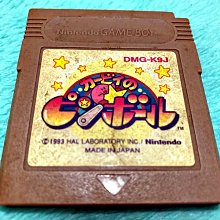 Nintendo GAME BOY
DMG-K9J
カービィの
ピンボール
TM
© 1993 HAL LABORATORY INC./ Nintendo
MADE IN JAPAN